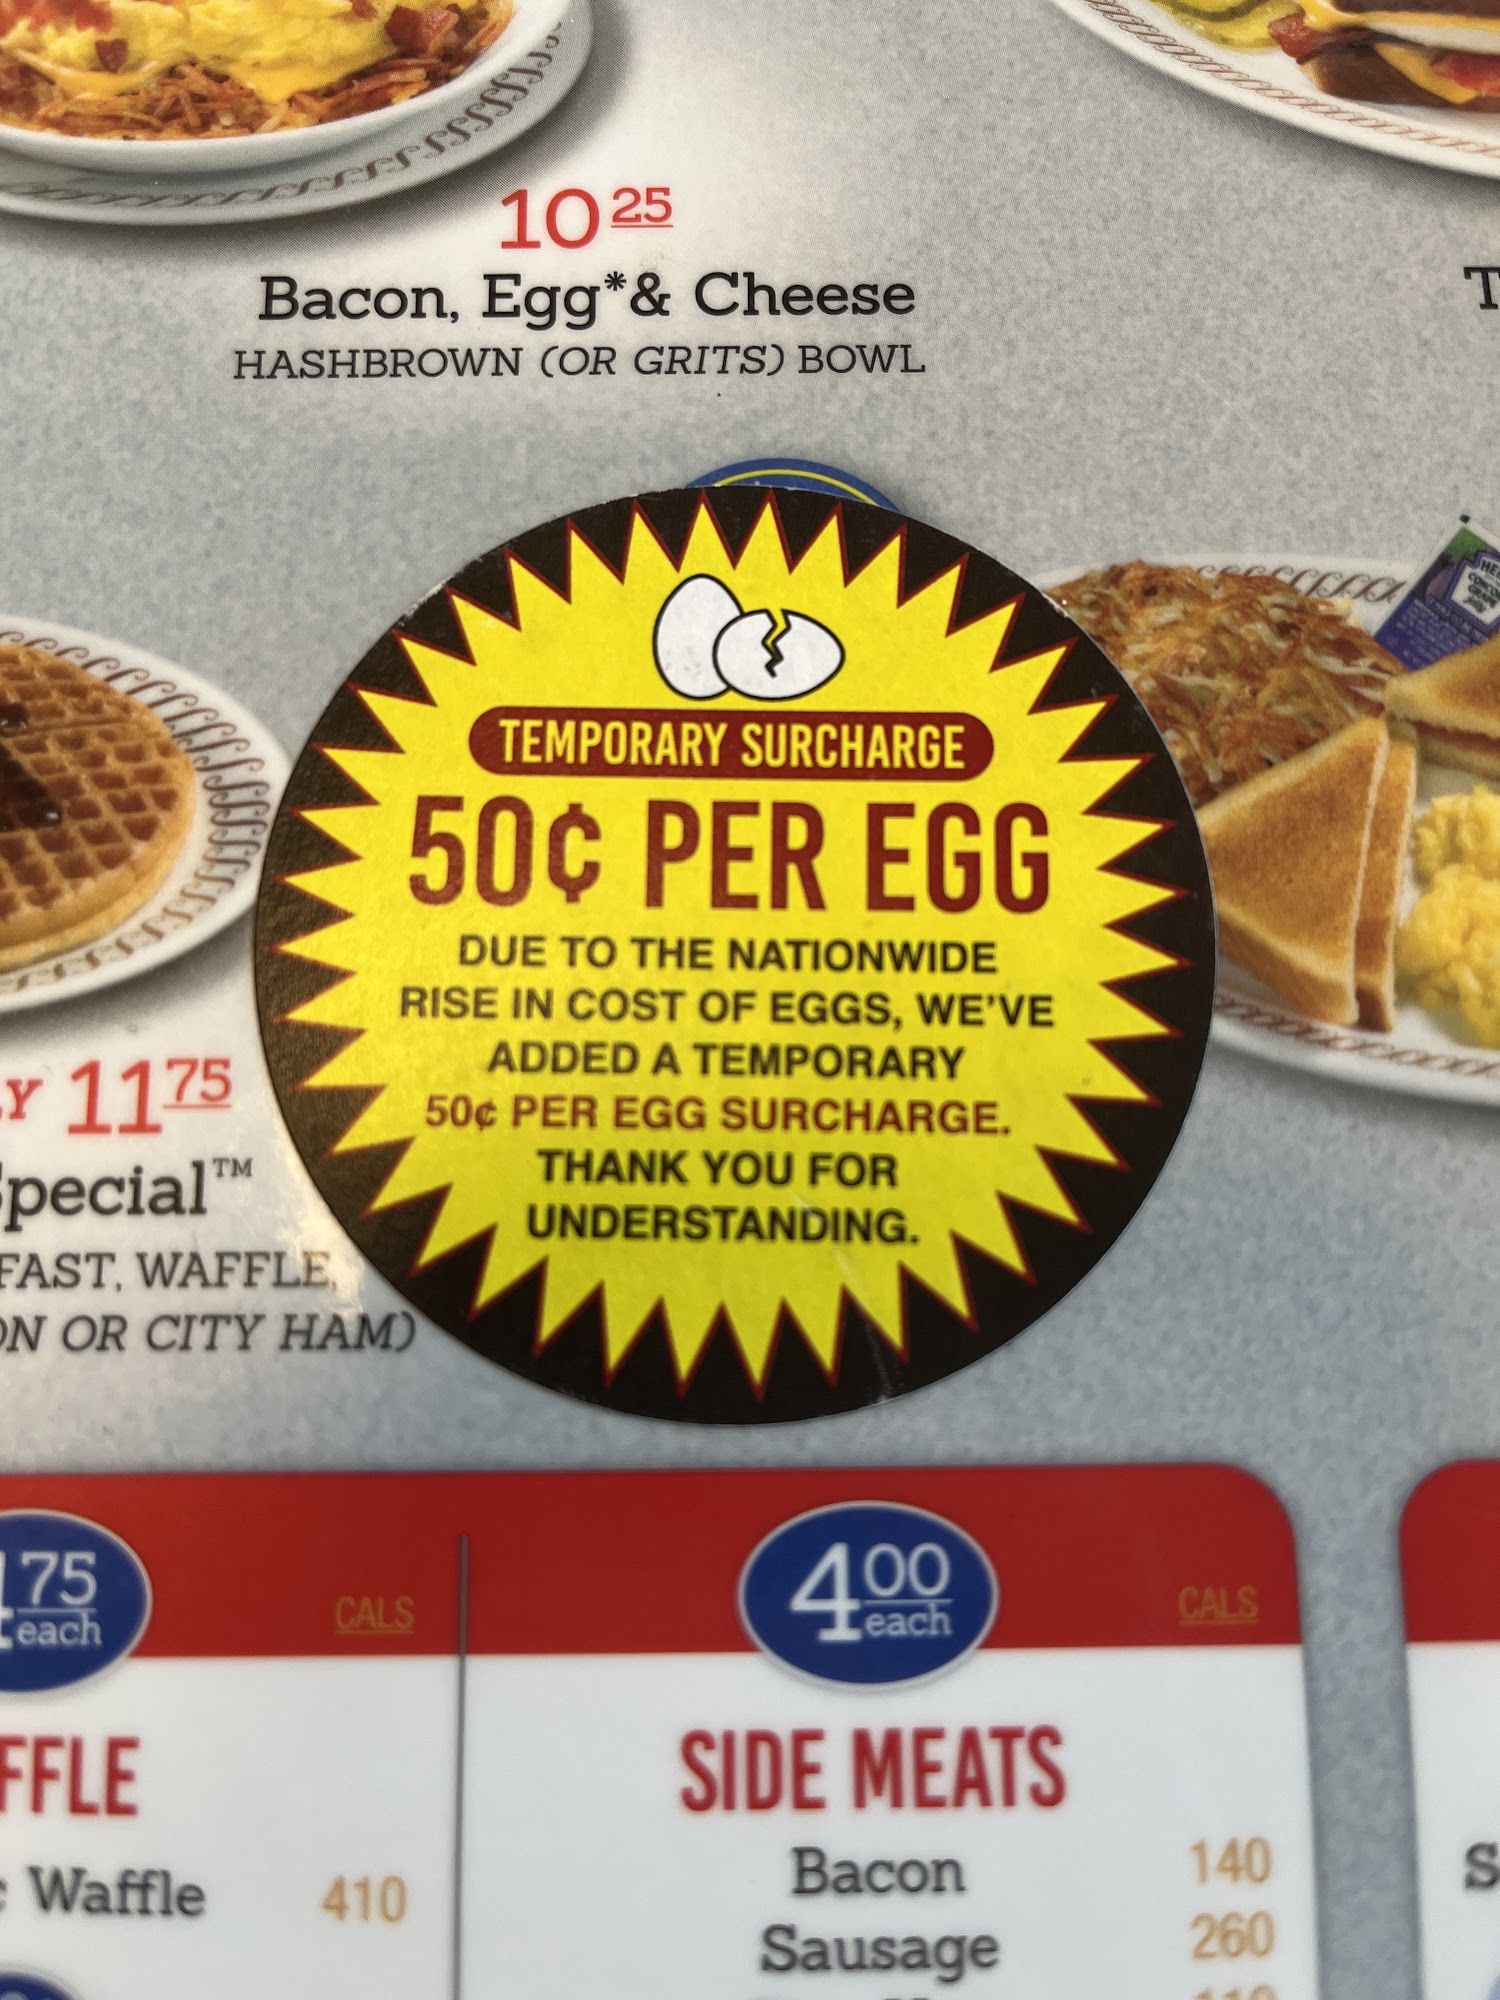 10 25
Bacon, Egg*& Cheese
HASHBROWN (OR GRITS) BOWL
TEMPORARY SURCHARGE
50¢ PER EGG
DUE TO THE NATIONWIDE
RISE IN COST OF EGGS, WE'VE
ADDED A TEMPORARY
50¢ PER EGG SURCHARGE.
THANK YOU FOR
UNDERSTANDING.
11 75
Special™
FAST, WAFFLE,
ON OR CITY HAM)
75
each
CALS
FFLE
Waffle 410
4 00
each
CALS
SIDE MEATS
Bacon 140
Sausage 260